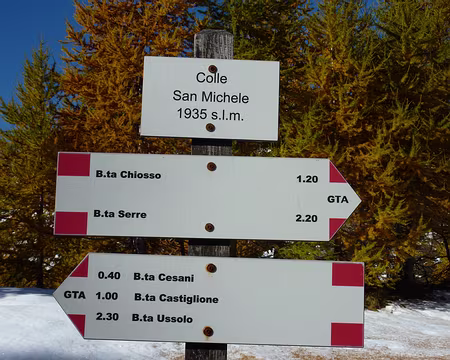 Colle
San Michele
1935 s.l.m.
B.ta Chiosso 1.20
GTA
B.ta Serre 2.20
0.40 B.ta Cesani
GTA 1.00 B.ta Castiglione
2.30 B.ta Ussolo